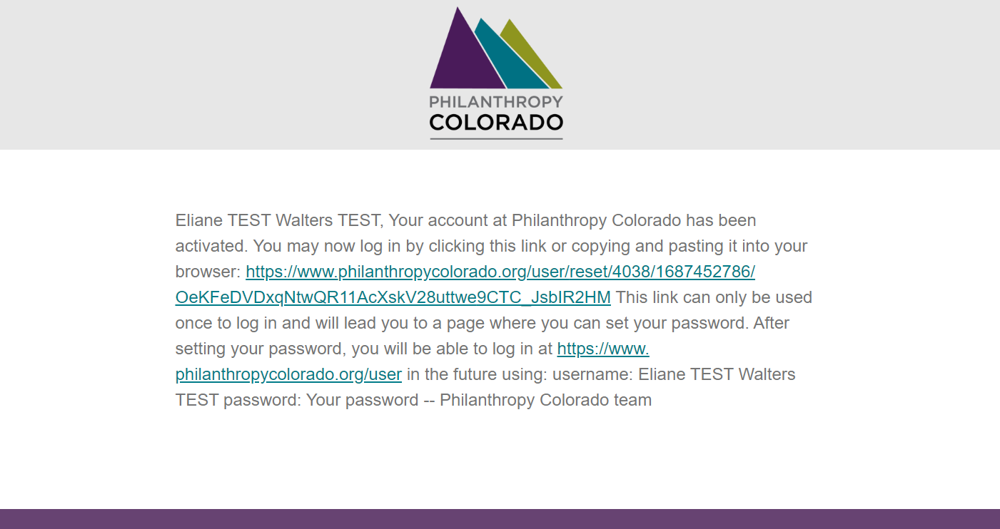 PHILANTHROPY
COLORADO
Eliane TEST Walters TEST, Your account at Philanthropy Colorado has been
activated. You may now log in by clicking this link or copying and pasting it into your
browser: https://www.philanthropycolorado.org/user/reset/4038/1687452786/
OeKFeDVDxqNtwQR11AcXskV28uttwe9CTC_JsbIR2HM This link can only be used
once to log in and will lead you to a page where you can set your password. After
setting your password, you will be able to log in at https://www.
philanthropycolorado.org/user in the future using: username: Eliane TEST Walters
TEST password: Your password -- Philanthropy Colorado team